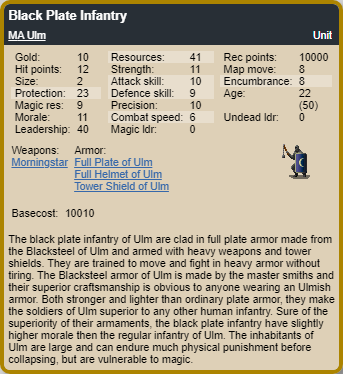 Black Plate Infantry
MA Ulm Unit
Gold: 10 Resources: 41 Rec points: 10000
Hit points: 12 Strength: 11 Map move: 8
Size: 2 Attack skill: 10 Encumbrance: 8
Protection: 23 Defence skill: 9 Age: 22
Magic res: 9 Precision: 10 (50)
Morale: 11 Combat speed: 6 Undead ldr: 0
Leadership: 40 Magic ldr: 0
Weapons: Armor:
Morningstar Full Plate of Ulm
Full Helmet of Ulm
Tower Shield of Ulm
Basecost: 10010
The black plate infantry of Ulm are clad in full plate armor made from
the Blacksteel of Ulm and armed with heavy weapons and tower
shields. They are trained to move and fight in heavy armor without
tiring. The Blacksteel armor of Ulm is made by the master smiths and
their superior craftsmanship is obvious to anyone wearing an Ulmish
armor. Both stronger and lighter than ordinary plate armor, they make
the soldiers of Ulm superior to any other human infantry. Sure of the
superiority of their armaments, the black plate infantry have slightly
higher morale then the regular infantry of Ulm. The inhabitants of
Ulm are large and can endure much physical punishment before
collapsing, but are vulnerable to magic.